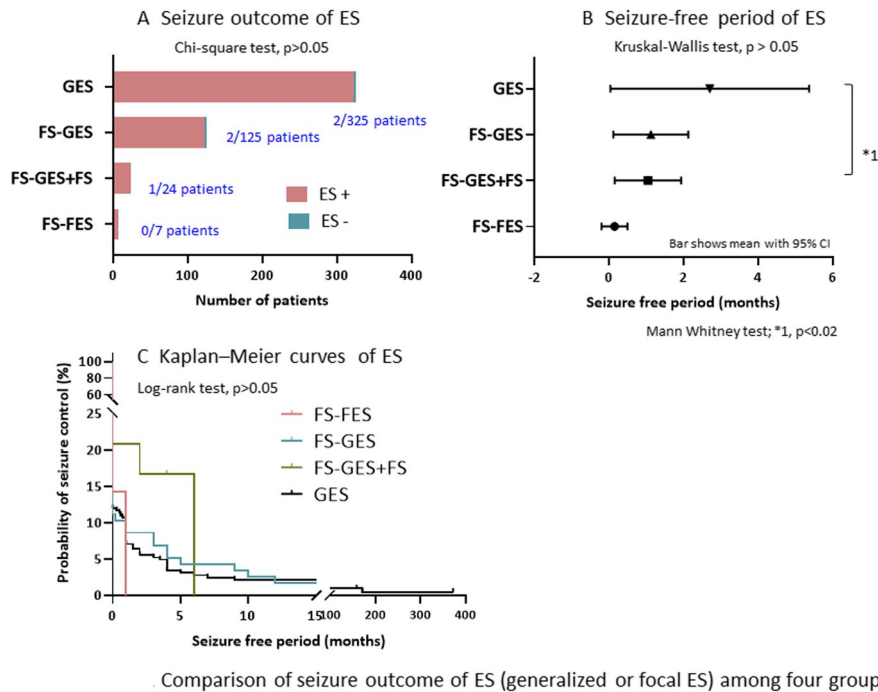 A Seizure outcome of ES
Chi-square test, p>0.05
GES
FS-GES
FS-GES+FS
FS-FES
2/325 patients
2/125 patients
1/24 patients
0/7 patients
ES +
ES -
0 100 200 300 400
Number of patients
B Seizure-free period of ES
Kruskal-Wallis test, p > 0.05
GES
FS-GES
FS-GES+FS
FS-FES
*1
Bar shows mean with 95% CI
-2 0 2 4 6
Seizure free period (months)
Mann Whitney test; *1, p<0.02
C Kaplan–Meier curves of ES
Log-rank test, p>0.05
FS-FES
FS-GES
FS-GES+FS
GES
Probability of seizure control (%)
100
80
60
25
20
15
10
5
0
0 5 10 15 100 200 300 400
Seizure free period (months)
. Comparison of seizure outcome of ES (generalized or focal ES) among four group